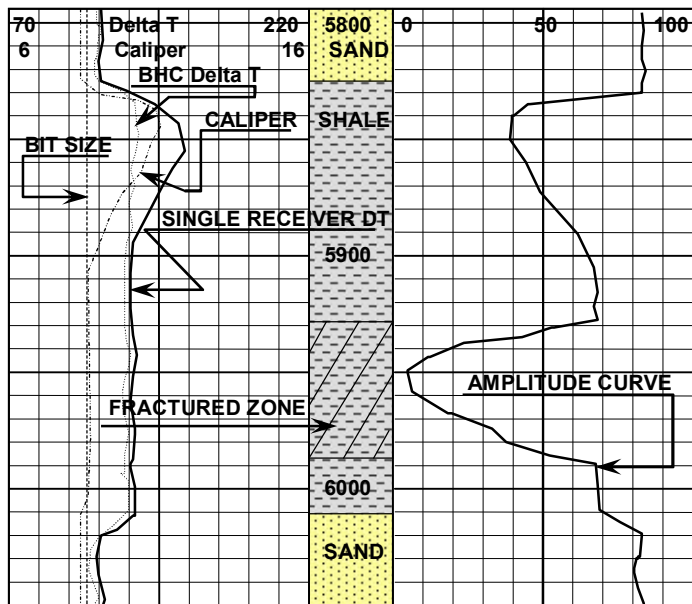 70 Delta T 220 5800 0 50 100
6 Caliper 16 SAND
BHC Delta T
CALIPER SHALE
BIT SIZE
SINGLE RECEIVER DT
5900
AMPLITUDE CURVE
FRACTURED ZONE
6000
SAND